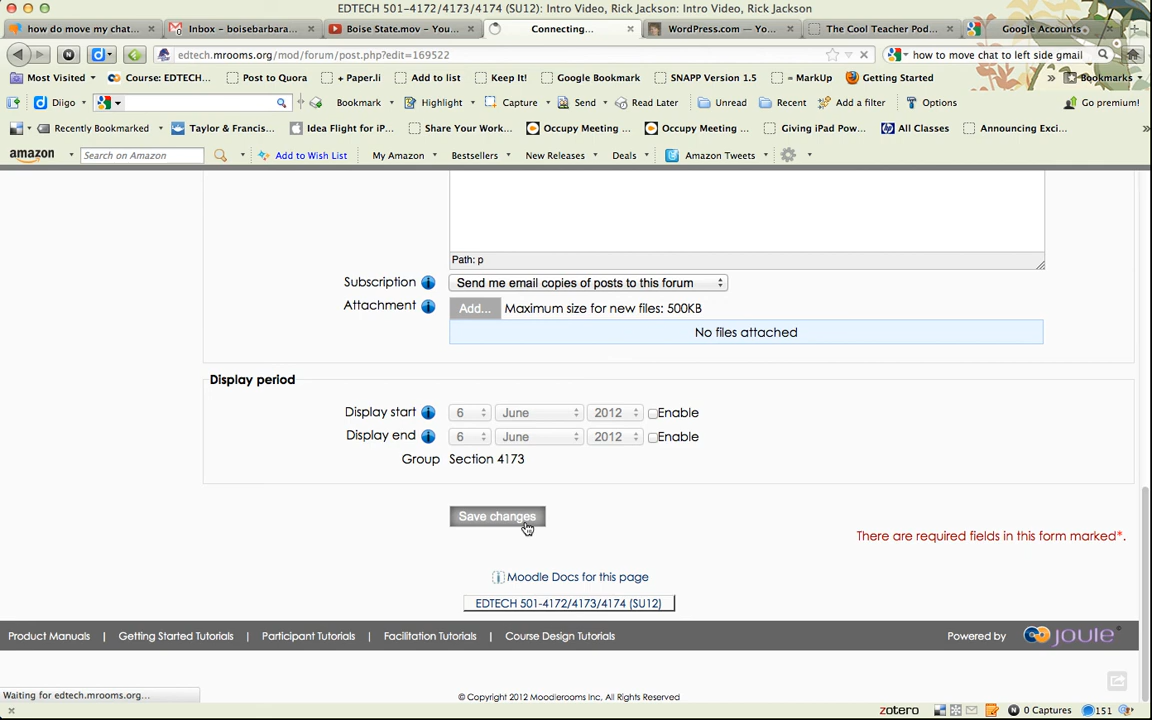 EDTECH 501-4172/4173/4174 (SU12): Intro Video, Rick Jackson: Intro Video, Rick Jackson
how do move my chat...
Inbox - boisebarbara...
Boise State.mov - You...
Connecting...
WordPress.com — Yo...
The Cool Teacher Pod...
Google Accounts
edtech.mrooms.org/mod/forum/post.php?edit=169522
how to move chat to left side gmail
Most Visited
Course: EDTECH...
Post to Quora
+ Paper.li
Add to list
Keep It!
Google Bookmark
SNAPP Version 1.5
= MarkUp
Getting Started
Bookmarks
Diigo
Bookmark
Highlight
Capture
Send
Read Later
Unread
Recent
Add a filter
Options
Go premium!
Recently Bookmarked
Taylor & Francis...
Idea Flight for iP...
Share Your Work...
Occupy Meeting ...
Occupy Meeting ...
Giving iPad Pow...
All Classes
Announcing Exci...
amazon
Search on Amazon
Add to Wish List
My Amazon
Bestsellers
New Releases
Deals
Amazon Tweets
Path: p
Subscription
Send me email copies of posts to this forum
Attachment
Add...
Maximum size for new files: 500KB
No files attached
Display period
Display start
6
June
2012
Enable
Display end
6
June
2012
Enable
Group
Section 4173
Save changes
There are required fields in this form marked*.
Moodle Docs for this page
EDTECH 501-4172/4173/4174 (SU12)
Product Manuals | Getting Started Tutorials | Participant Tutorials | Facilitation Tutorials | Course Design Tutorials
Powered by joule
Waiting for edtech.mrooms.org...
© Copyright 2012 Moodlerooms Inc, All Rights Reserved
zotero
0 Captures
151